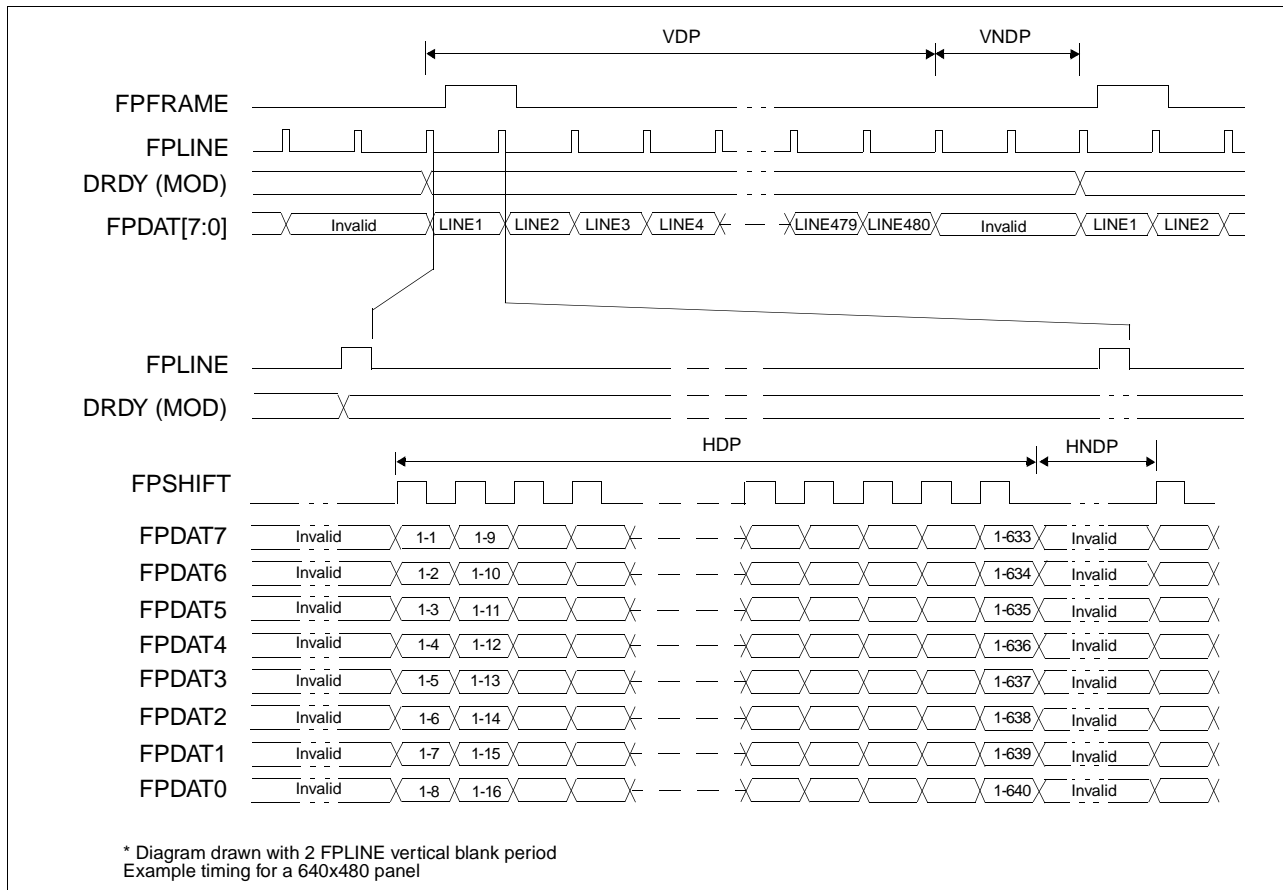 VDP VNDP
FPFRAME
FPLINE
DRDY (MOD)
FPDAT[7:0] Invalid LINE1 LINE2 LINE3 LINE4 LINE479 LINE480 Invalid LINE1 LINE2
FPLINE
DRDY (MOD)
HDP HNDP
FPSHIFT
FPDAT7 Invalid 1-1 1-9 1-633 Invalid
FPDAT6 Invalid 1-2 1-10 1-634 Invalid
FPDAT5 Invalid 1-3 1-11 1-635 Invalid
FPDAT4 Invalid 1-4 1-12 1-636 Invalid
FPDAT3 Invalid 1-5 1-13 1-637 Invalid
FPDAT2 Invalid 1-6 1-14 1-638 Invalid
FPDAT1 Invalid 1-7 1-15 1-639 Invalid
FPDAT0 Invalid 1-8 1-16 1-640 Invalid
* Diagram drawn with 2 FPLINE vertical blank period
Example timing for a 640x480 panel